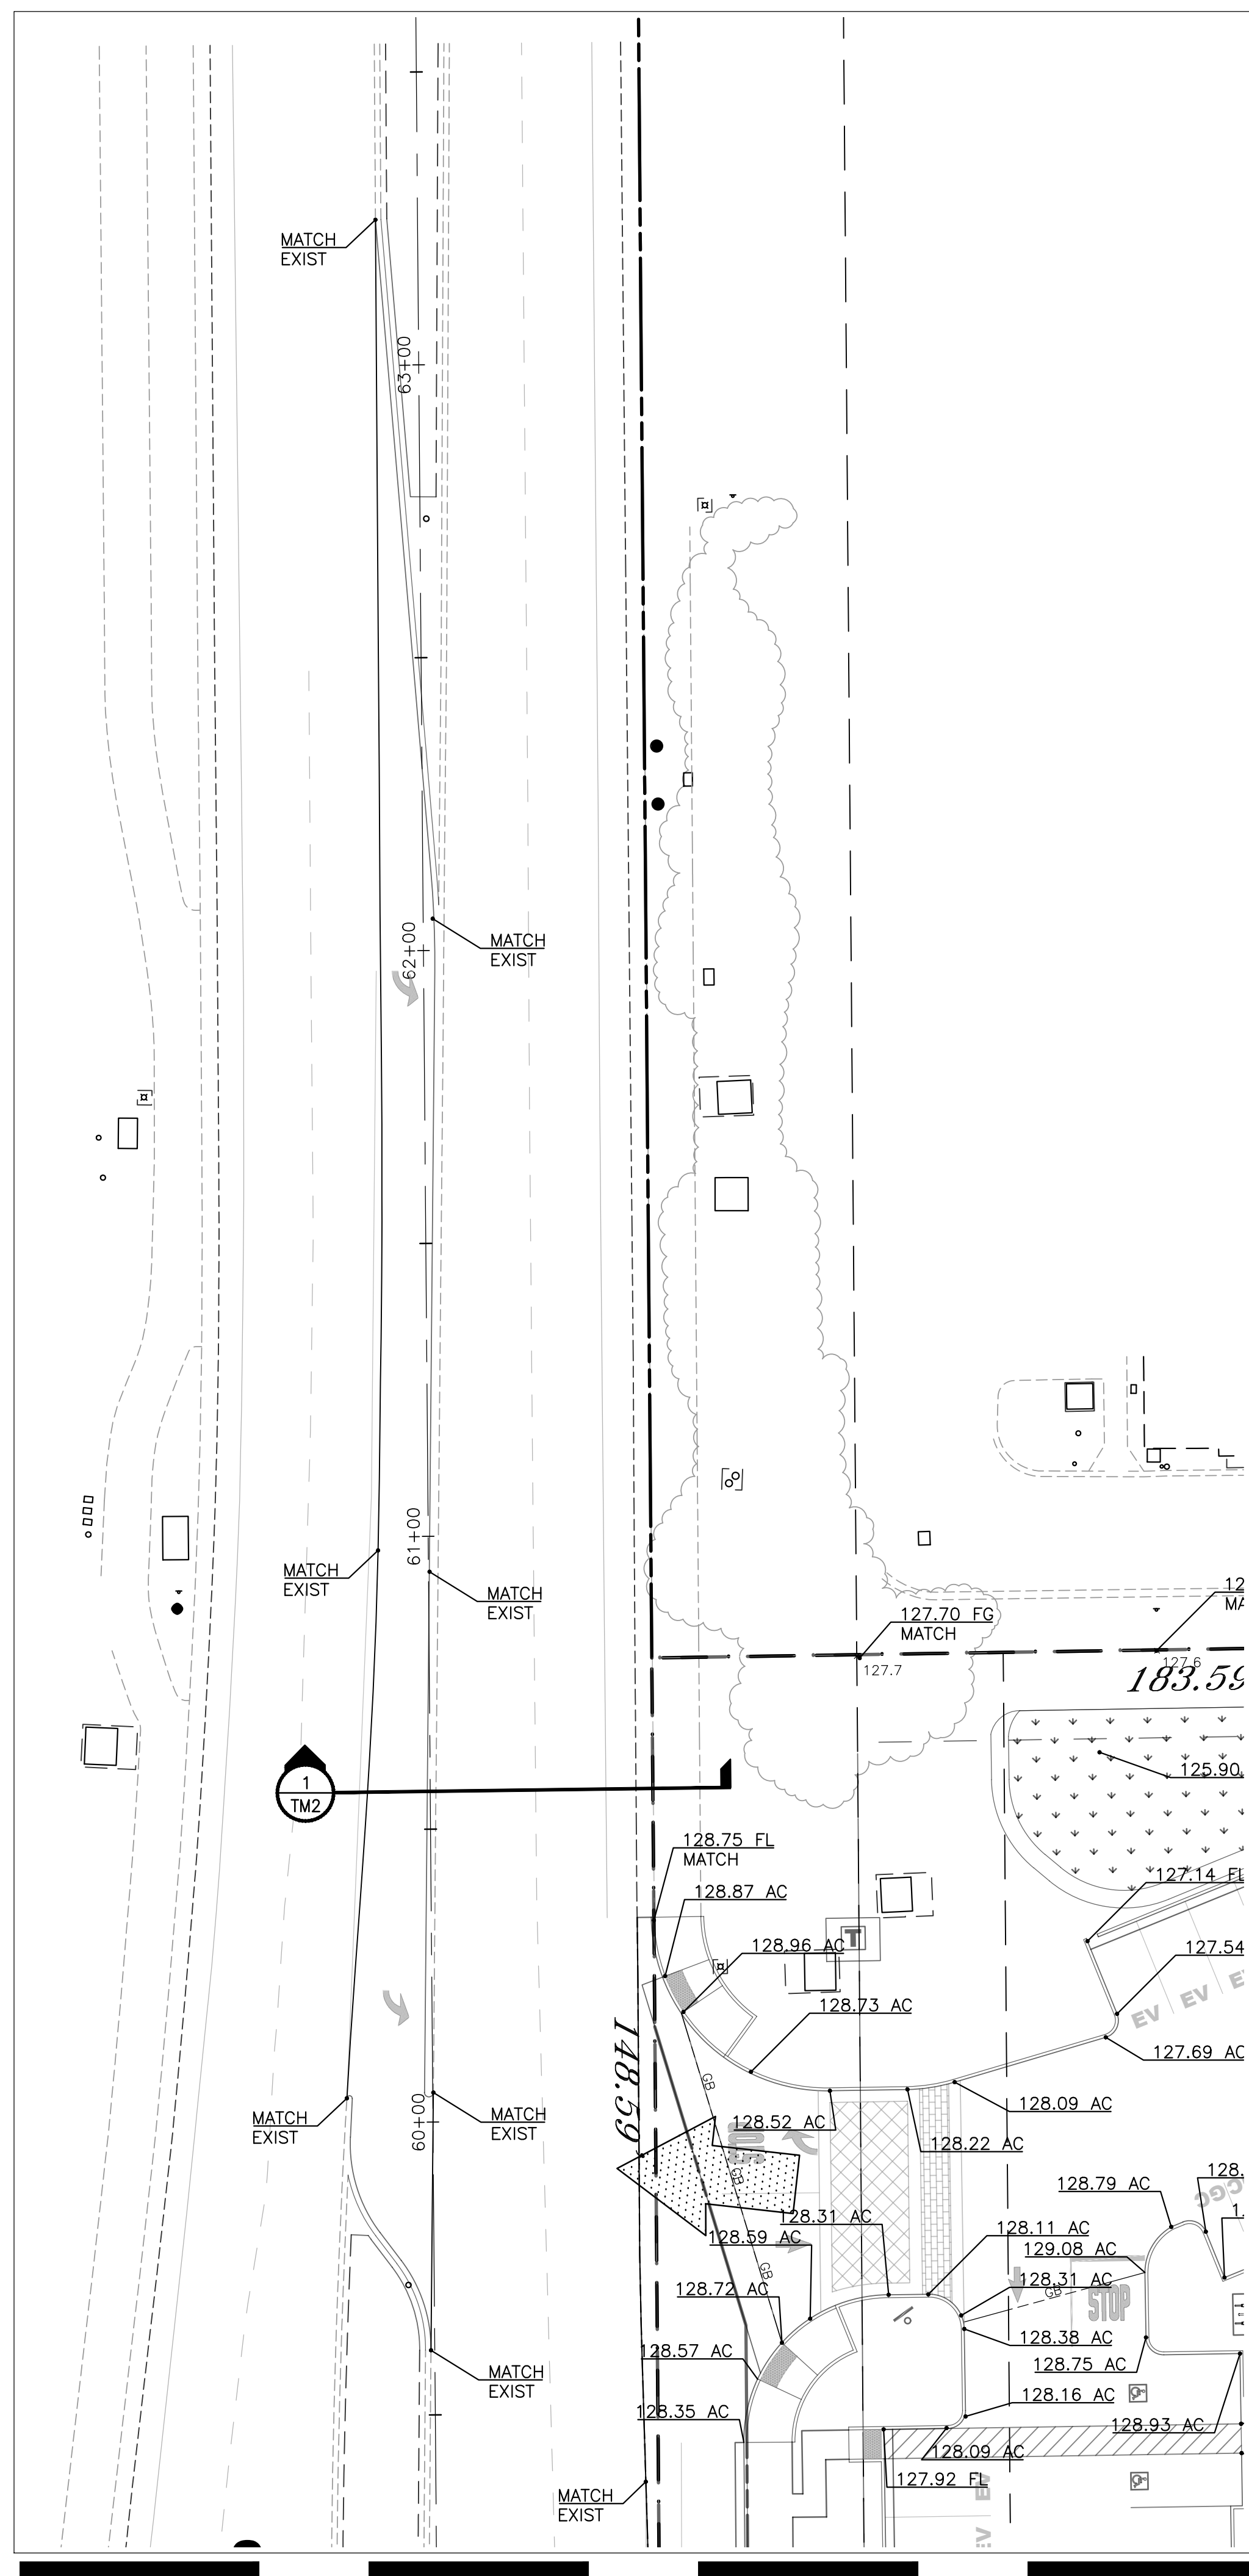 MATCH
EXIST
63+00
62+00
MATCH
EXIST
61+00
MATCH
EXIST
MATCH
EXIST
127.70 FG
MATCH
127.7
127.6
183.59
125.90
1
TM2
128.75 FL
MATCH
127.14 FL
128.87 AC
128.96 AC
T
127.54
128.73 AC
EV
EV
127.69 AC
148.59
GB
128.09 AC
MATCH
EXIST
MATCH
EXIST
60+00
128.52 AC
STOP
128.22 AC
GB
128.79 AC
128.31 AC
128.11 AC
128.59 AC
129.08 AC
GB
128.31 AC
GB
STOP
128.72 AC
128.38 AC
128.57 AC
128.75 AC
MATCH
EXIST
128.16 AC
128.35 AC
128.93 AC
128.09 AC
127.92 FL
EV
EV
MATCH
EXIST